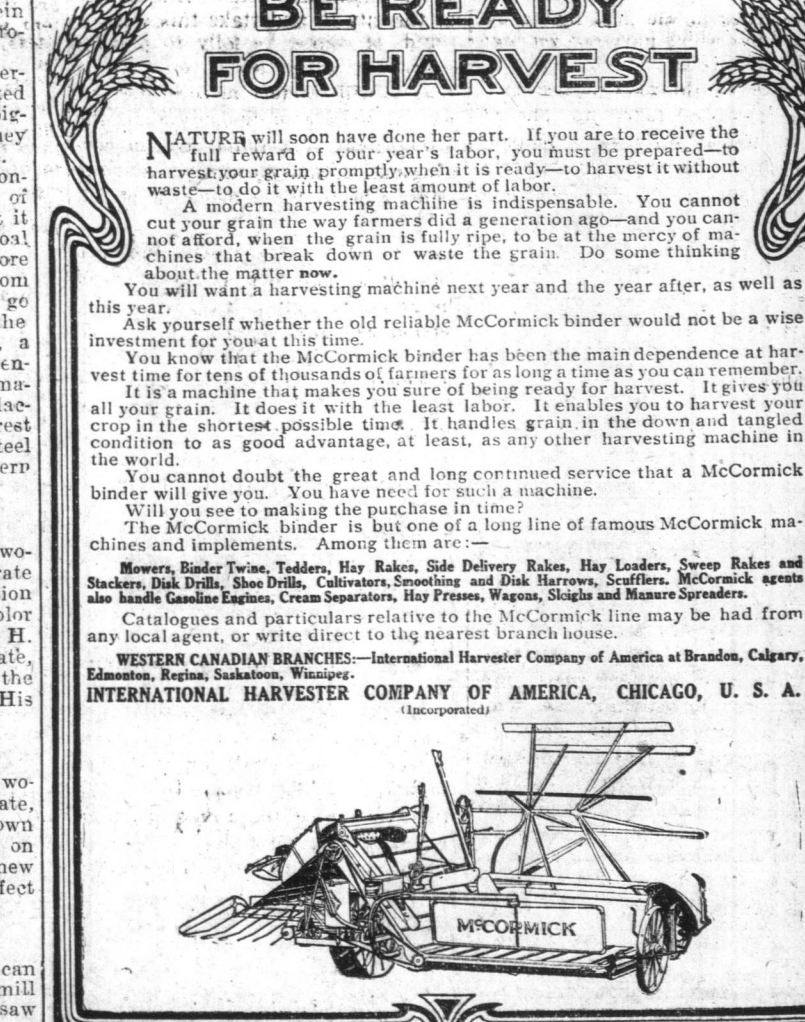 BE READY
FOR HARVEST
NATURE will soon have done her part. If you are to receive the
full reward of your year's labor, you must be prepared—to
harvest your grain promptly when it is ready—to harvest it without
waste—to do it with the least amount of labor.
A modern harvesting machine is indispensable. You cannot
cut your grain the way farmers did a generation ago—and you can-
not afford, when the grain is fully ripe, to be at the mercy of ma-
chines that break down or waste the grain. Do some thinking
about the matter now.
You will want a harvesting machine next year and the year after, as well as
this year.
Ask yourself whether the old reliable McCormick binder would not be a wise
investment for you at this time.
You know that the McCormick binder has been the main dependence at har-
vest time for tens of thousands of farmers for as long a time as you can remember.
It is a machine that makes you sure of being ready for harvest. It gives you
all your grain. It does it with the least labor. It enables you to harvest your
crop in the shortest possible time. It handles grain in the down and tangled
condition to as good advantage, at least, as any other harvesting machine in
the world.
You cannot doubt the great and long continued service that a McCormick
binder will give you. You have need for such a machine.
Will you see to making the purchase in time?
The McCormick binder is but one of a long line of famous McCormick ma-
chines and implements. Among them are:—
Mowers, Binder Twine, Tedders, Hay Rakes, Side Delivery Rakes, Hay Loaders, Sweep Rakes and
Stackers, Disk Drills, Shoe Drills, Cultivators, Smoothing and Disk Harrows, Scufflers. McCormick agents
also handle Gasoline Engines, Cream Separators, Hay Presses, Wagons, Sleighs and Manure Spreaders.
Catalogues and particulars relative to the McCormick line may be had from
any local agent, or write direct to the nearest branch house.
WESTERN CANADIAN BRANCHES:—International Harvester Company of America at Brandon, Calgary,
Edmonton, Regina, Saskatoon, Winnipeg.
INTERNATIONAL HARVESTER COMPANY OF AMERICA, CHICAGO, U. S. A.
(Incorporated)
McCORMICK